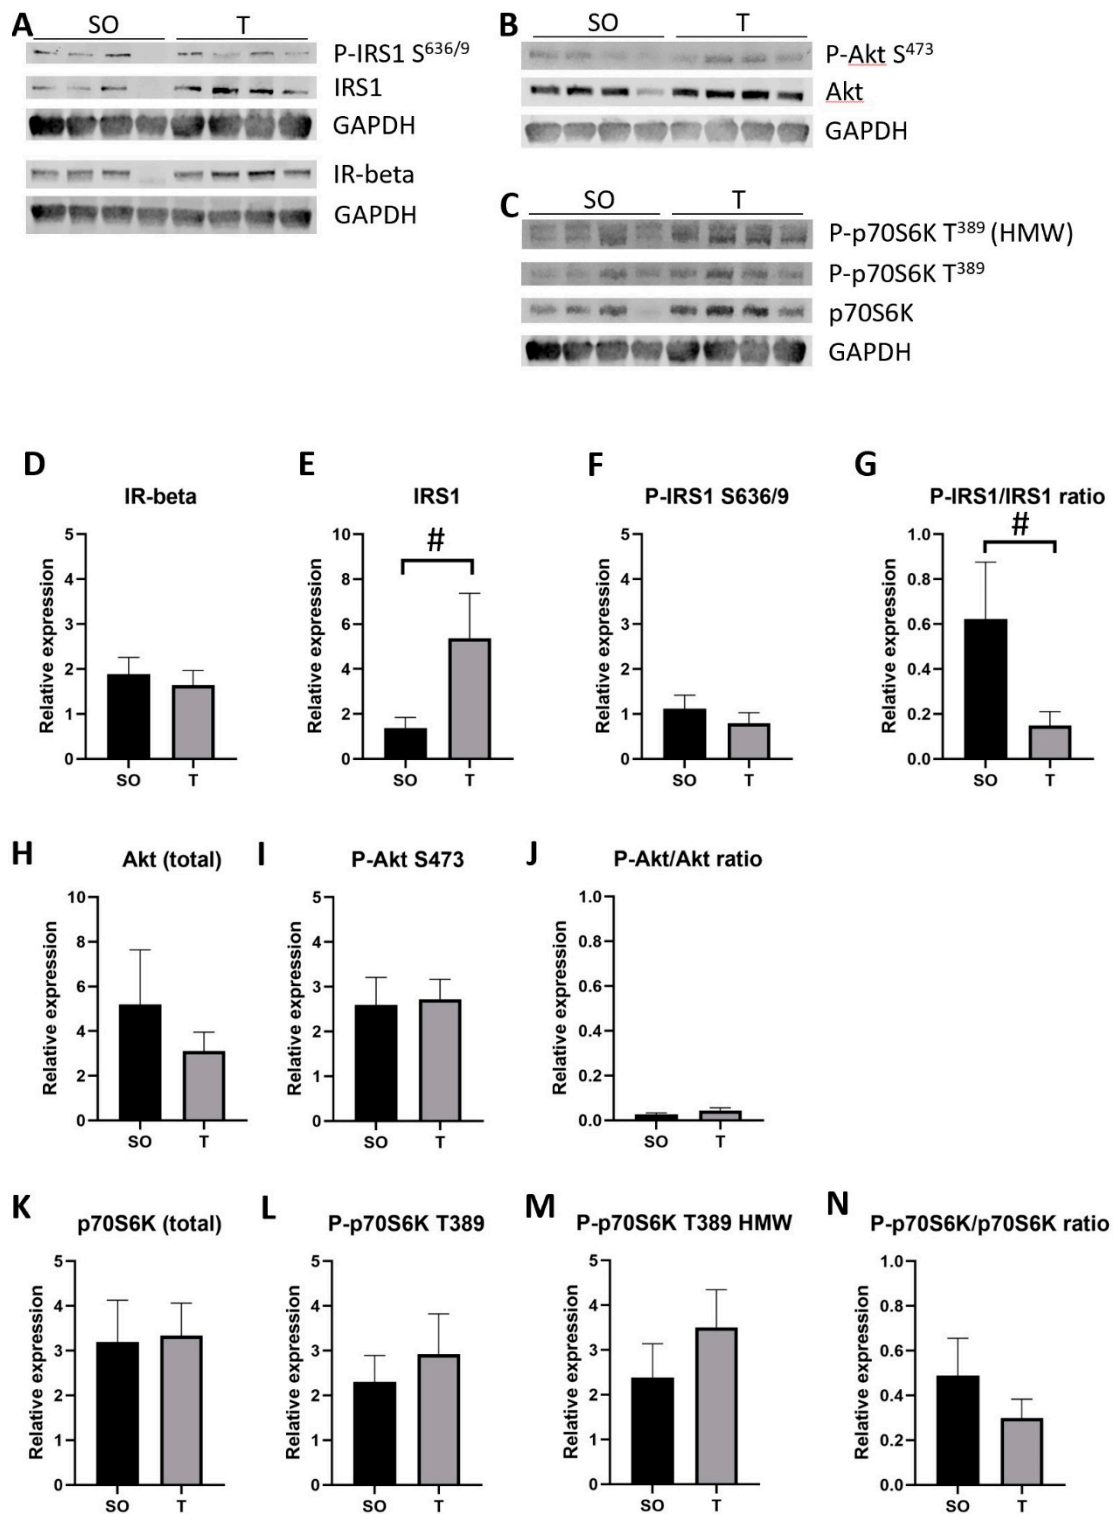 A
SO T
P-IRS1 S636/9
IRS1
GAPDH
IR-beta
GAPDH
B
SO T
P-Akt S473
Akt
GAPDH
C
SO T
P-p70S6K T389 (HMW)
P-p70S6K T389
p70S6K
GAPDH
D
IR-beta
Relative expression
5
4
3
2
1
0
SO T
E
IRS1
Relative expression
10
8
6
4
2
0
#
SO T
F
P-IRS1 S636/9
Relative expression
5
4
3
2
1
0
SO T
G
P-IRS1/IRS1 ratio
Relative expression
1.0
0.8
0.6
0.4
0.2
0.0
#
SO T
H
Akt (total)
Relative expression
10
8
6
4
2
0
SO T
I
P-Akt S473
Relative expression
5
4
3
2
1
0
SO T
J
P-Akt/Akt ratio
Relative expression
1.0
0.8
0.6
0.4
0.2
0.0
SO T
K
p70S6K (total)
Relative expression
5
4
3
2
1
0
SO T
L
P-p70S6K T389
Relative expression
5
4
3
2
1
0
SO T
M
P-p70S6K T389 HMW
Relative expression
5
4
3
2
1
0
SO T
N
P-p70S6K/p70S6K ratio
Relative expression
1.0
0.8
0.6
0.4
0.2
0.0
SO T